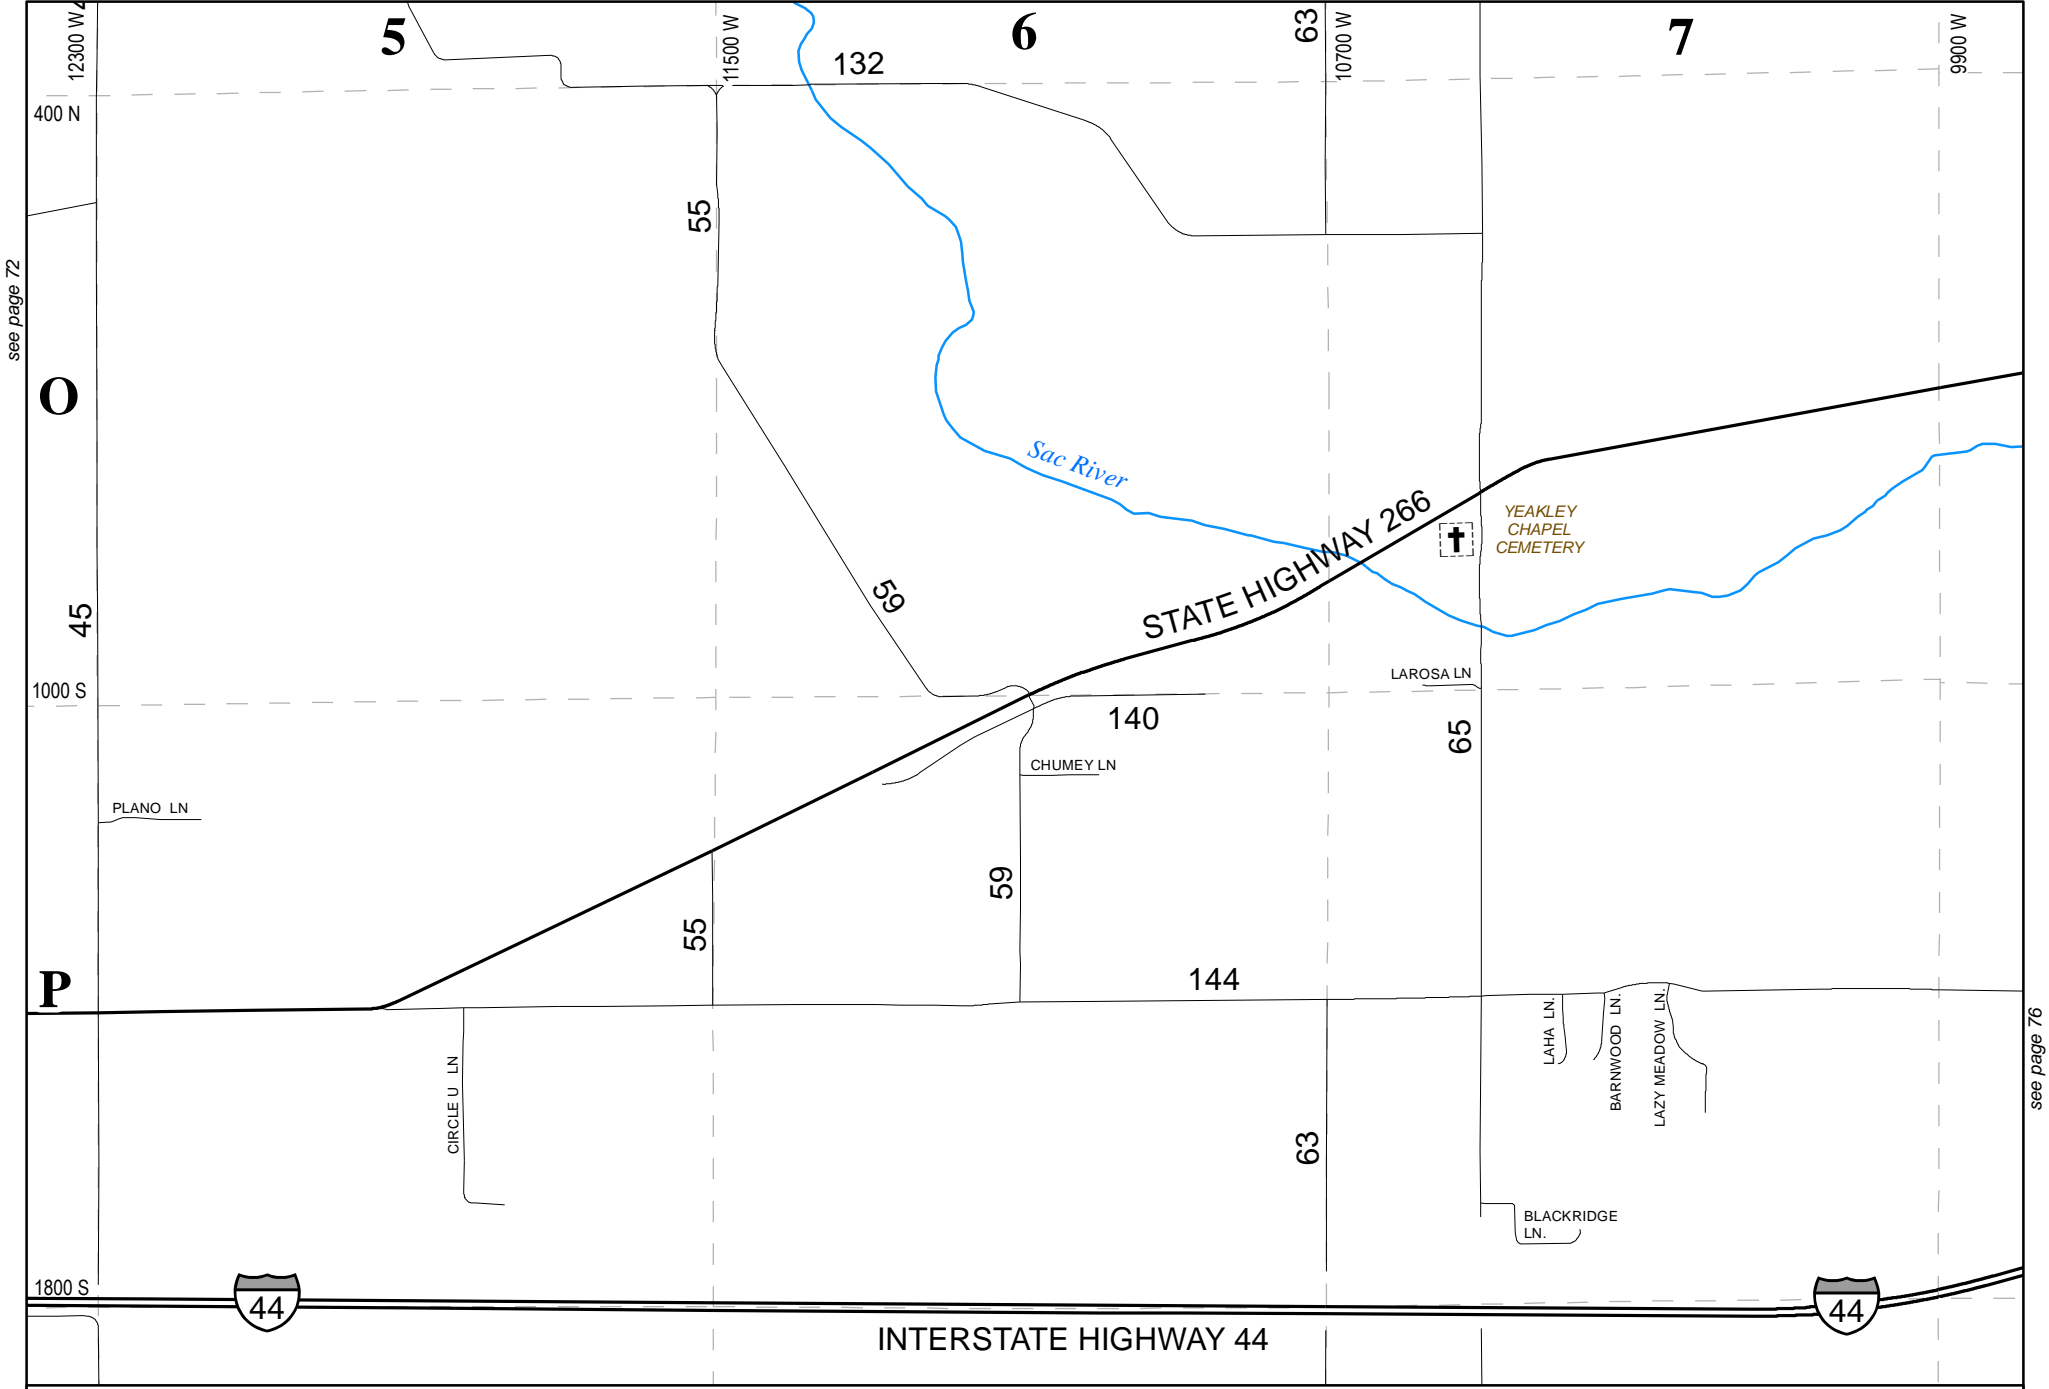 12300 W
5
11500 W
6
63
10700 W
7
9900 W
132
400 N
55
see page 72
O
Sac River
STATE HIGHWAY 266
YEAKLEY
CHAPEL
CEMETERY
59
45
1000 S
LAROSA LN
140
65
CHUMEY LN
PLANO LN
59
55
P
144
LAHA LN.
BARNWOOD LN.
LAZY MEADOW LN.
see page 76
CIRCLE U LN
63
BLACKRIDGE
LN.
1800 S
44
44
INTERSTATE HIGHWAY 44